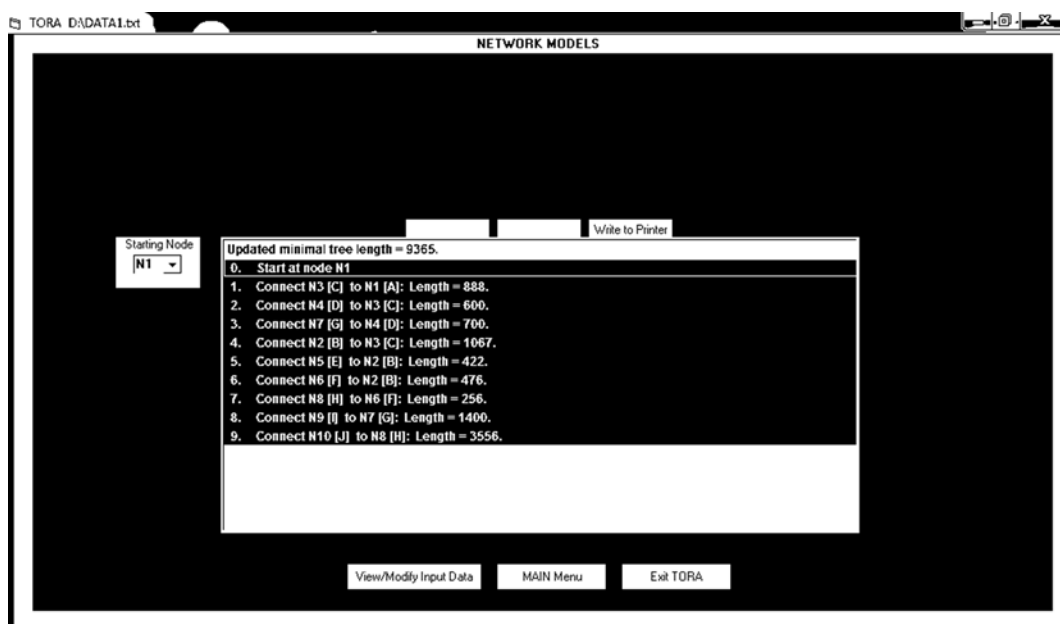 TORA D:\DATA1.txt
NETWORK MODELS
Write to Printer
Starting Node
N1
Updated minimal tree length = 9365.
0. Start at node N1
1. Connect N3 [C] to N1 [A]: Length = 888.
2. Connect N4 [D] to N3 [C]: Length = 600.
3. Connect N7 [G] to N4 [D]: Length = 700.
4. Connect N2 [B] to N3 [C]: Length = 1067.
5. Connect N5 [E] to N2 [B]: Length = 422.
6. Connect N6 [F] to N2 [B]: Length = 476.
7. Connect N8 [H] to N6 [F]: Length = 256.
8. Connect N9 [I] to N7 [G]: Length = 1400.
9. Connect N10 [J] to N8 [H]: Length = 3556.
View/Modify Input Data MAIN Menu Exit TORA